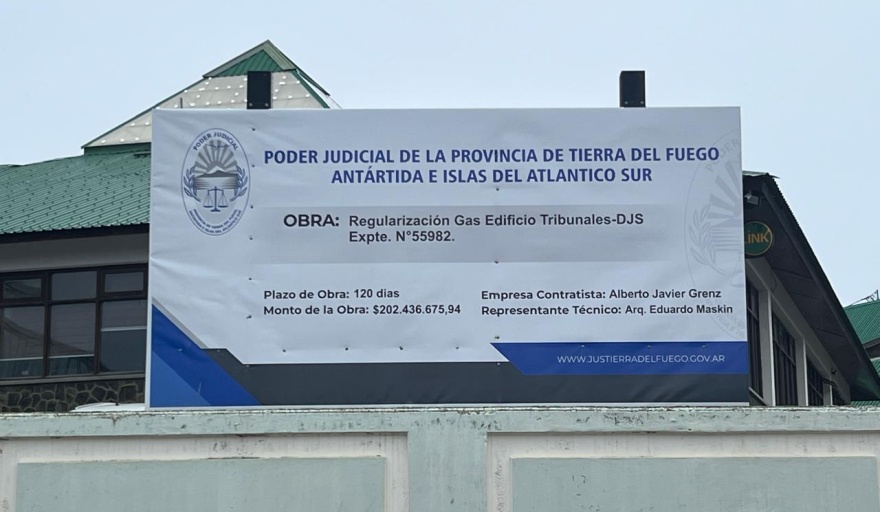 PODER JUDICIAL
PODER JUDICIAL DE LA PROVINCIA DE TIERRA DEL FUEGO
ANTÁRTIDA E ISLAS DEL ATLANTICO SUR
OBRA: Regularización Gas Edificio Tribunales-DJS
Expte. N°55982.
Plazo de Obra: 120 dias
Monto de la Obra: $202.436.675,94
Empresa Contratista: Alberto Javier Grenz
Representante Técnico: Arq. Eduardo Maskin
WWW.JUSTIERRADELFUEGO.GOV.AR
LINK